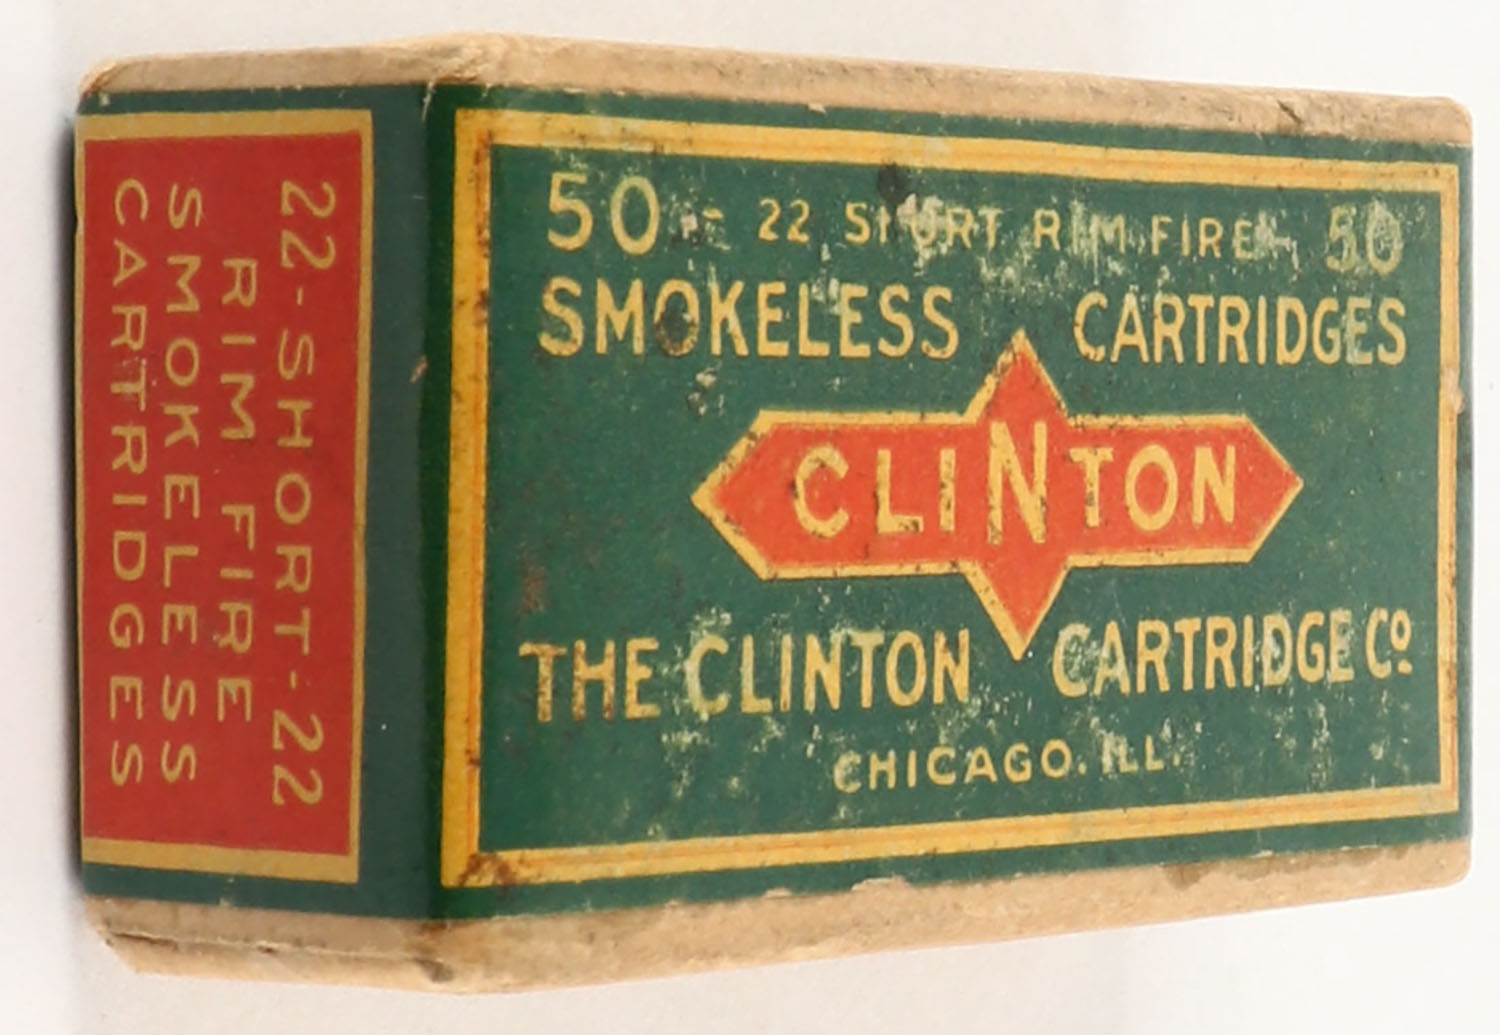 50 - 22 SHORT RIM FIRE - 50
SMOKELESS CARTRIDGES
CLINTON
THE CLINTON CARTRIDGE Cº.
CHICAGO. ILL.
22-SHORT-22
RIM FIRE
SMOKELESS
CARTRIDGES